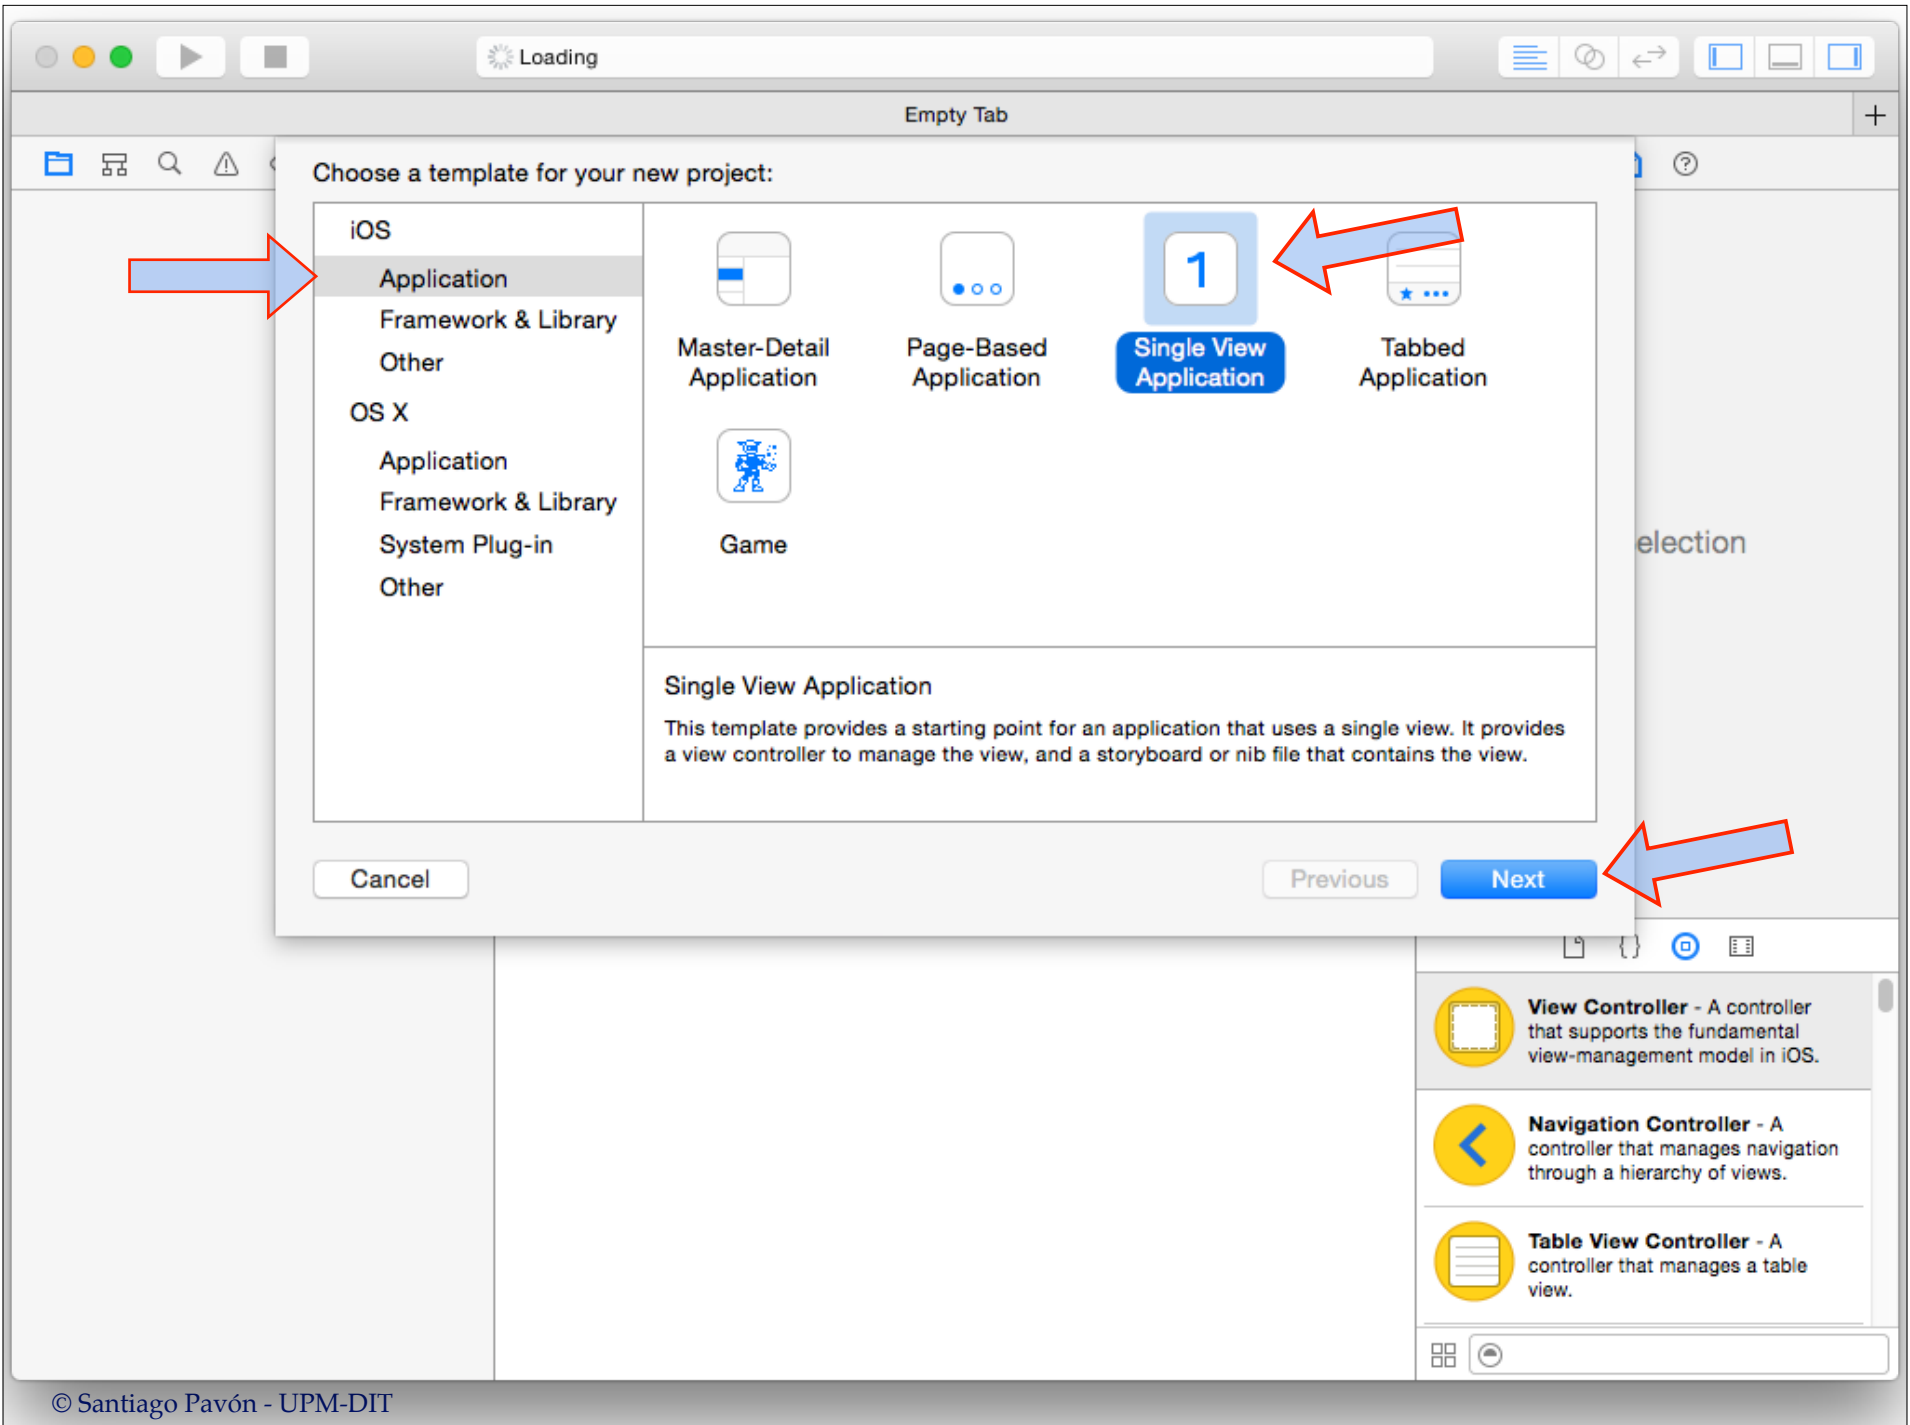 Loading
Empty Tab
Choose a template for your new project:
iOS
Application
Framework & Library
Other
OS X
Application
Framework & Library
System Plug-in
Other
1
Master-Detail
Application
Page-Based
Application
Single View
Application
Tabbed
Application
Game
election
Single View Application
This template provides a starting point for an application that uses a single view. It provides
a view controller to manage the view, and a storyboard or nib file that contains the view.
Cancel
Previous
Next
{}
View Controller - A controller
that supports the fundamental
view-management model in iOS.
Navigation Controller - A
controller that manages navigation
through a hierarchy of views.
Table View Controller - A
controller that manages a table
view.
© Santiago Pavón - UPM-DIT